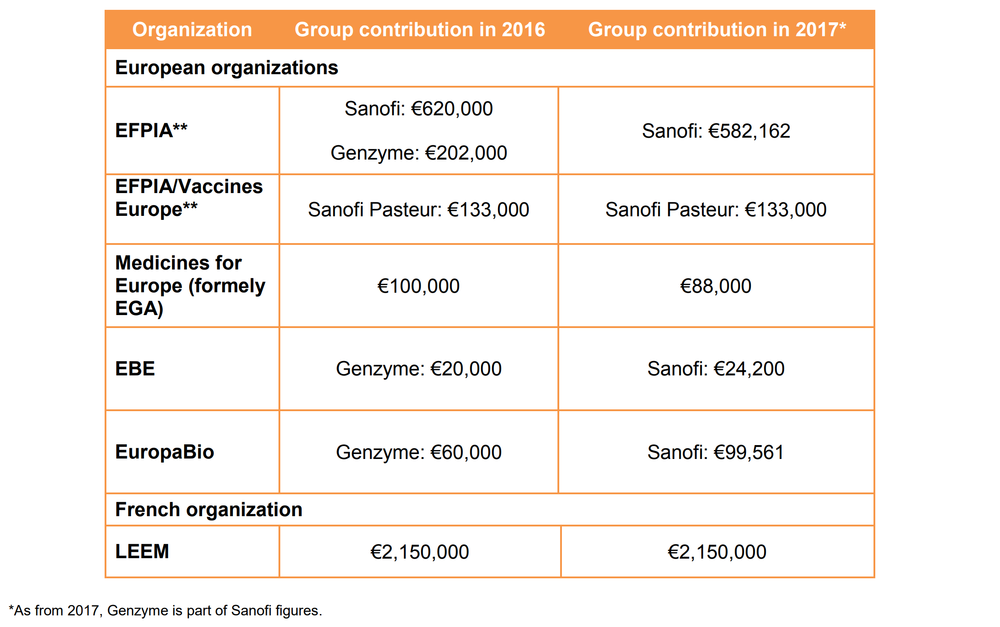 Organization Group contribution in 2016 Group contribution in 2017*
European organizations
EFPIA**
Sanofi: €620,000
Genzyme: €202,000
Sanofi: €582,162
EFPIA/Vaccines
Europe**
Sanofi Pasteur: €133,000
Sanofi Pasteur: €133,000
Medicines for
Europe (formely
EGA)
€100,000
€88,000
EBE
Genzyme: €20,000
Sanofi: €24,200
EuropaBio
Genzyme: €60,000
Sanofi: €99,561
French organization
LEEM
€2,150,000
€2,150,000
*As from 2017, Genzyme is part of Sanofi figures.